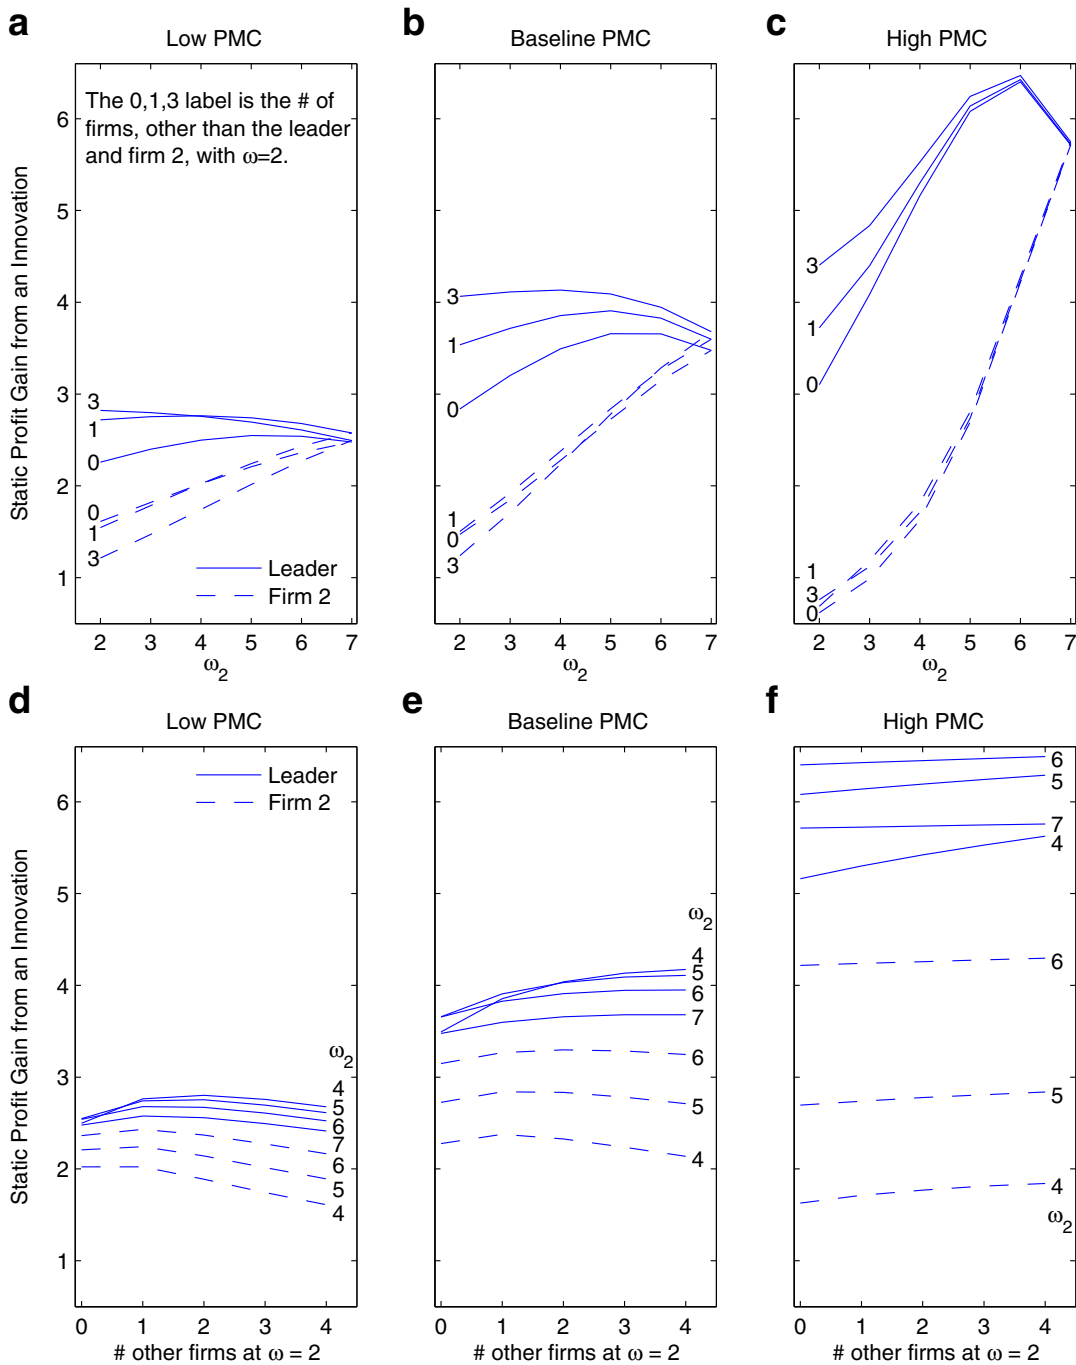 a
Low PMC
b
Baseline PMC
c
High PMC
Static Profit Gain from an Innovation
The 0,1,3 label is the # of
firms, other than the leader
and firm 2, with ω=2.
6
5
4
3
2
1
3
1
0
0
1
3
Leader
Firm 2
2 3 4 5 6 7
ω2
3
1
0
1
0
3
2 3 4 5 6 7
ω2
3
1
0
1
3
0
2 3 4 5 6 7
ω2
d
Low PMC
e
Baseline PMC
f
High PMC
Static Profit Gain from an Innovation
Leader
Firm 2
6
5
4
3
2
1
ω2
4
5
6
7
6
5
4
0 1 2 3 4
# other firms at ω = 2
ω2
4
5
6
7
6
5
4
0 1 2 3 4
# other firms at ω = 2
6
5
7
4
6
5
4
ω2
0 1 2 3 4
# other firms at ω = 2